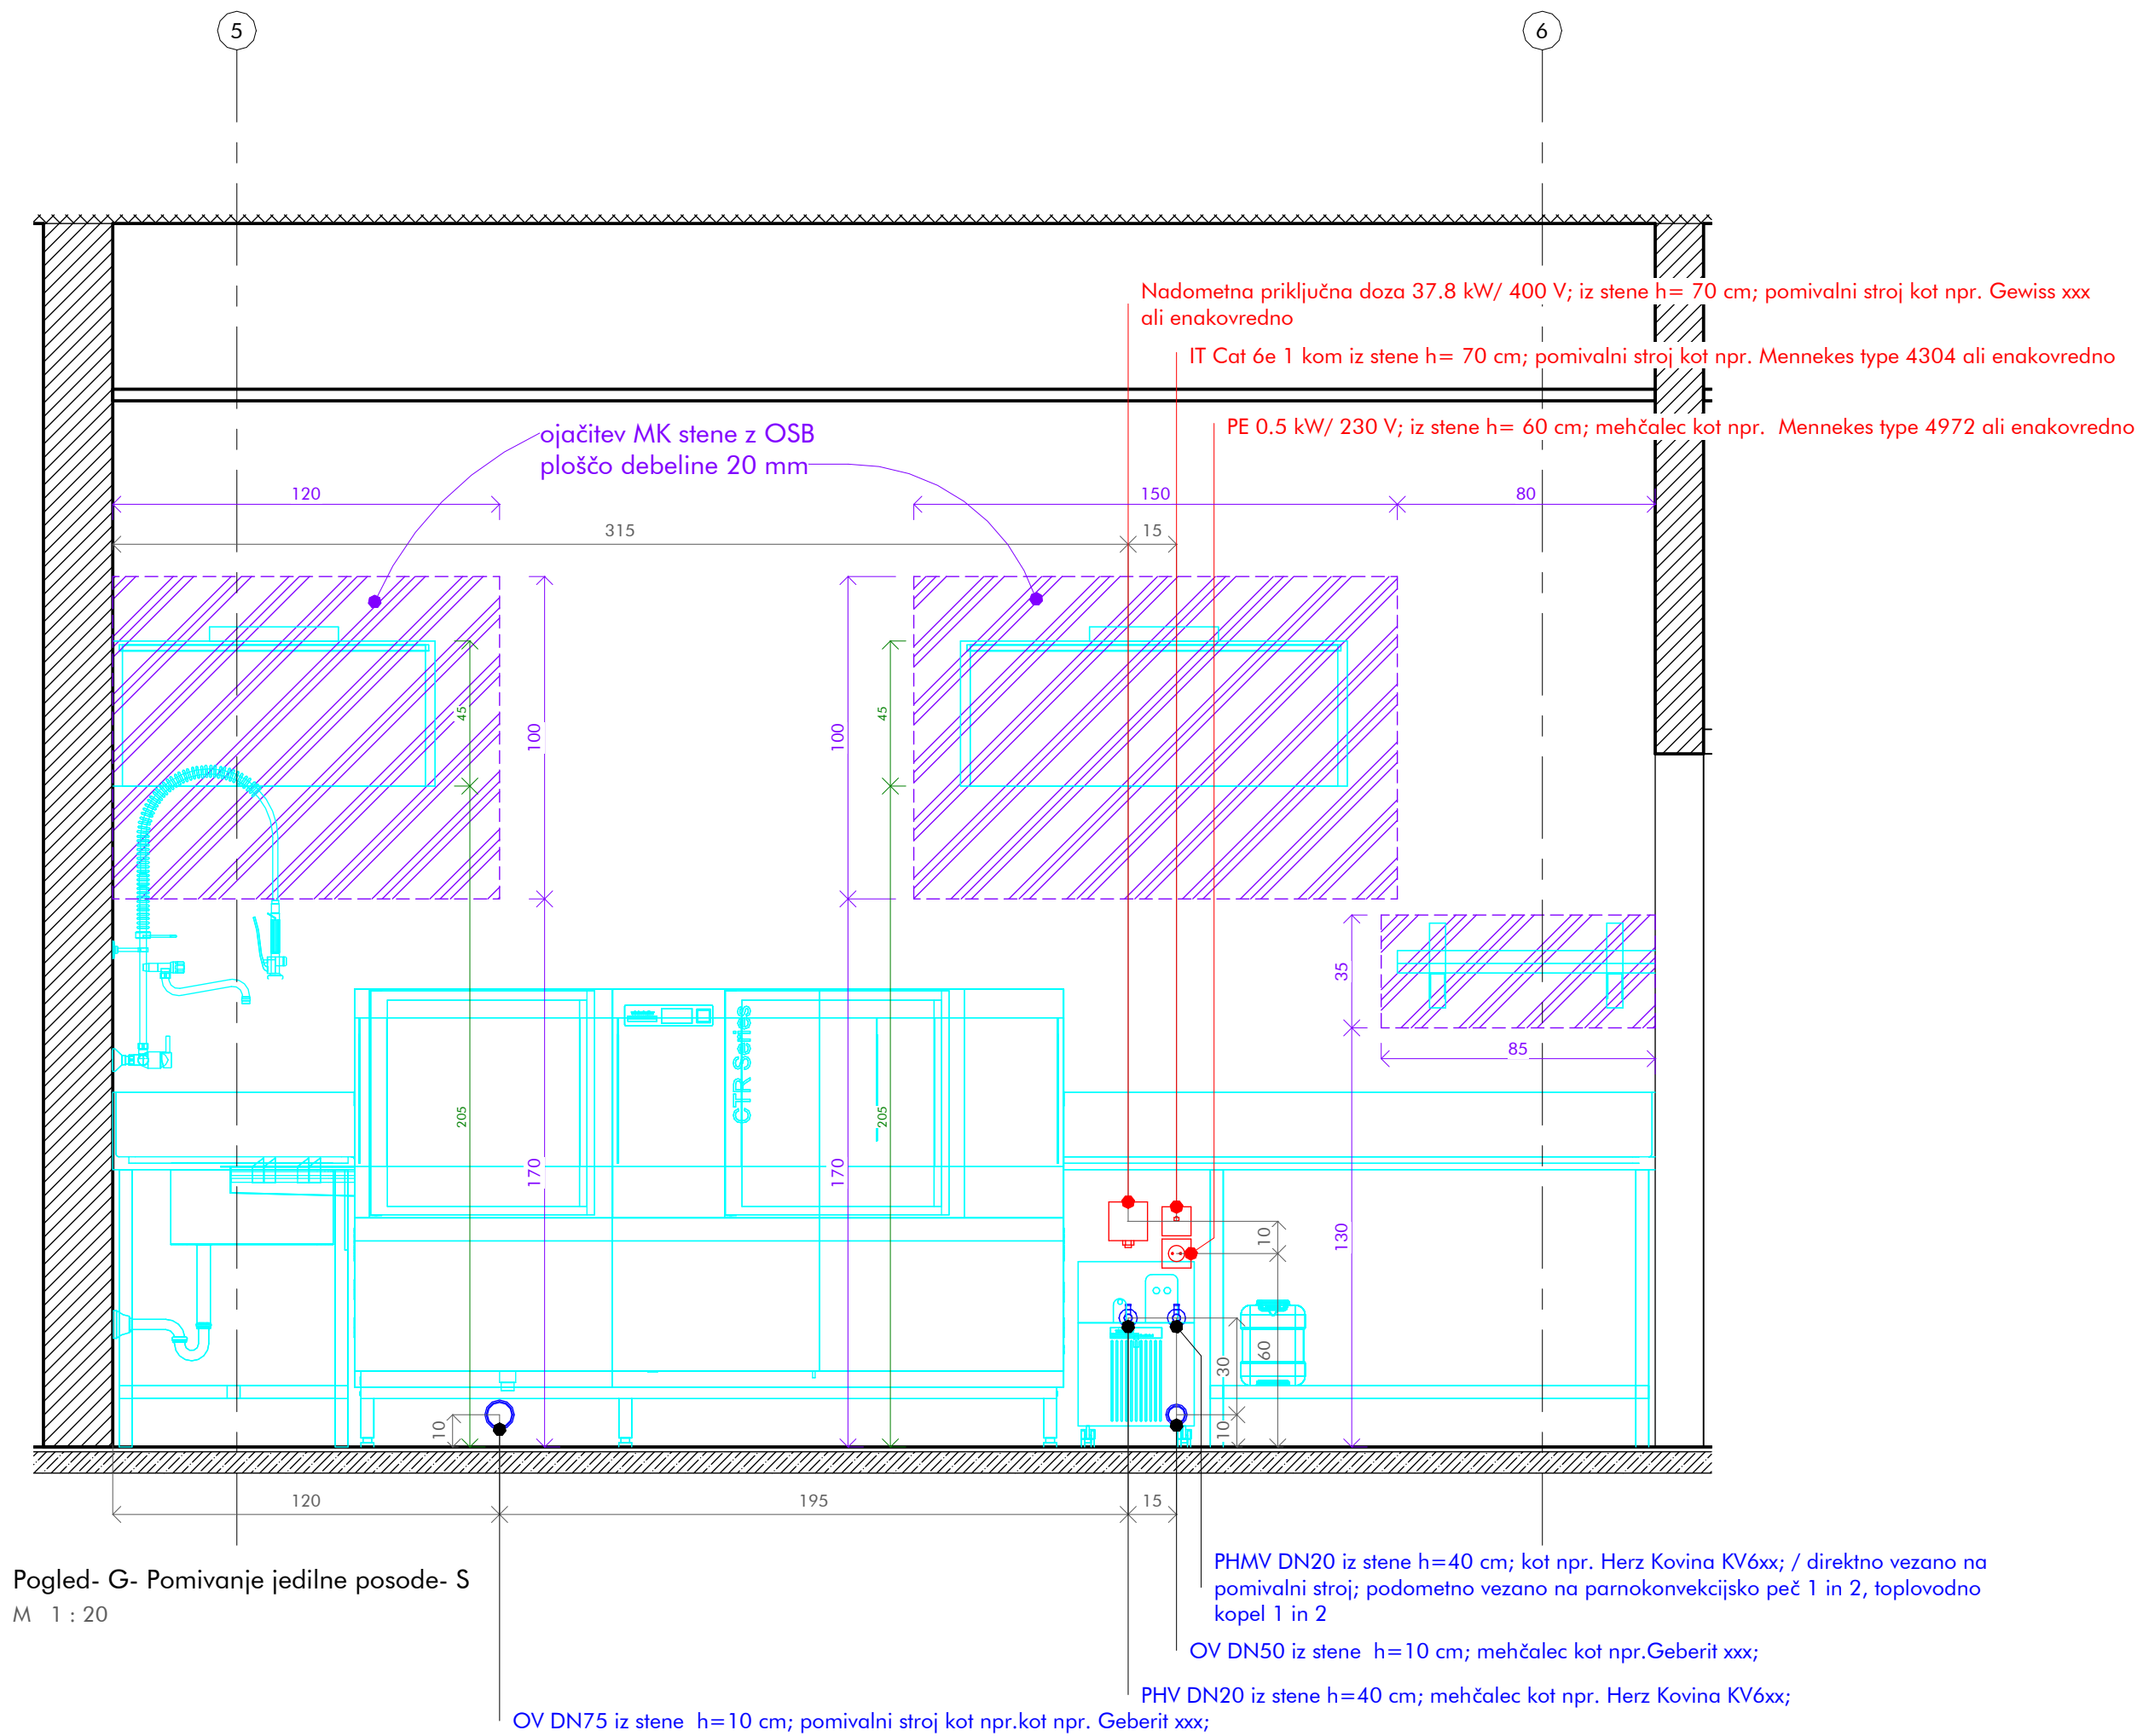 5
6
Nadometna priključna doza 37.8 kW/ 400 V; iz stene h= 70 cm; pomivalni stroj kot npr. Gewiss xxx
ali enakovredno
IT Cat 6e 1 kom iz stene h= 70 cm; pomivalni stroj kot npr. Mennekes type 4304 ali enakovredno
PE 0.5 kW/ 230 V; iz stene h= 60 cm; mehčalec kot npr. Mennekes type 4972 ali enakovredno
ojačitev MK stene z OSB
ploščo debeline 20 mm
120
150
80
315
15
45
100
100
45
35
85
CTR Series
205
170
170
205
130
10
60
30
10
10
120
195
15
Pogled- G- Pomivanje jedilne posode- S
M 1 : 20
PHMV DN20 iz stene h=40 cm; kot npr. Herz Kovina KV6xx; / direktno vezano na
pomivalni stroj; podometno vezano na parnokonvekcijsko peč 1 in 2, toplovodno
kopel 1 in 2
OV DN50 iz stene h=10 cm; mehčalec kot npr.Geberit xxx;
PHV DN20 iz stene h=40 cm; mehčalec kot npr. Herz Kovina KV6xx;
OV DN75 iz stene h=10 cm; pomivalni stroj kot npr.kot npr. Geberit xxx;